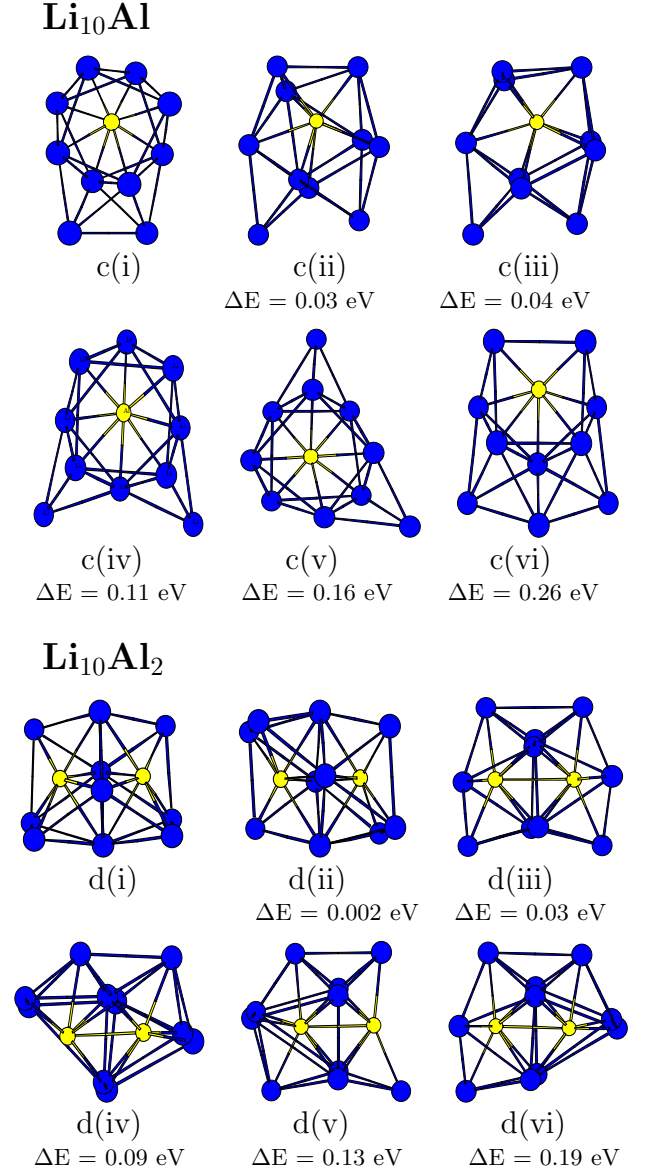 Li₁₀Al
c(i) c(ii) c(iii)
ΔE = 0.03 eV ΔE = 0.04 eV
c(iv) c(v) c(vi)
ΔE = 0.11 eV ΔE = 0.16 eV ΔE = 0.26 eV
Li₁₀Al₂
d(i) d(ii) d(iii)
ΔE = 0.002 eV ΔE = 0.03 eV
d(iv) d(v) d(vi)
ΔE = 0.09 eV ΔE = 0.13 eV ΔE = 0.19 eV